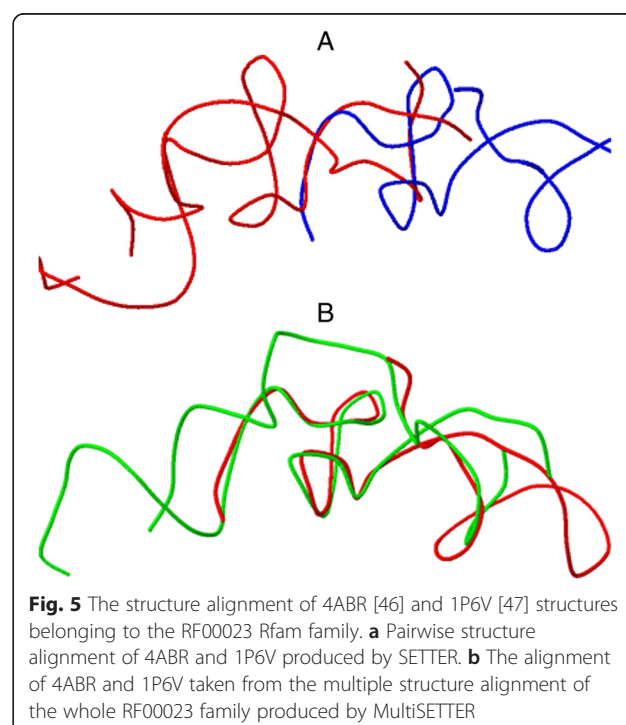 A
B
Fig. 5 The structure alignment of 4ABR [46] and 1P6V [47] structures
belonging to the RF00023 Rfam family. a Pairwise structure
alignment of 4ABR and 1P6V produced by SETTER. b The alignment
of 4ABR and 1P6V taken from the multiple structure alignment of
the whole RF00023 family produced by MultiSETTER